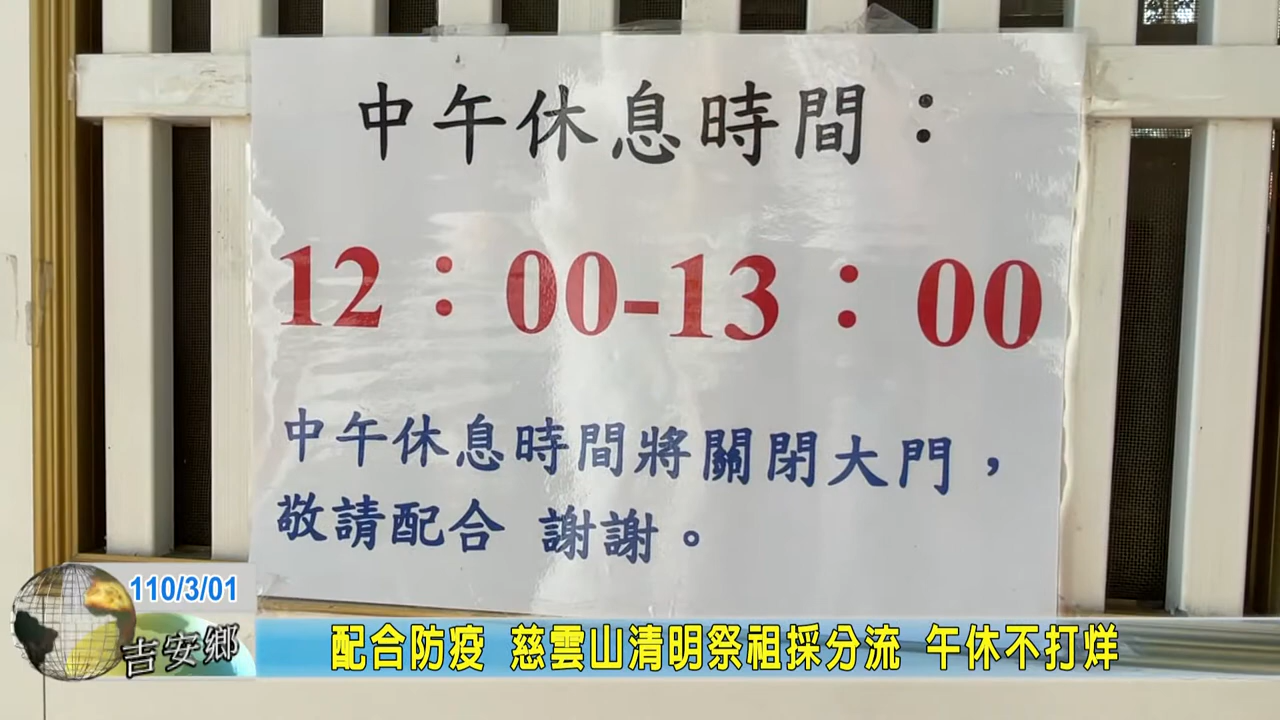 中午休息時間：
12：00-13：00
中午休息時間將關閉大門，
敬請配合 謝謝。
110/3/01
吉安鄉
配合防疫 慈雲山清明祭祖採分流 午休不打烊